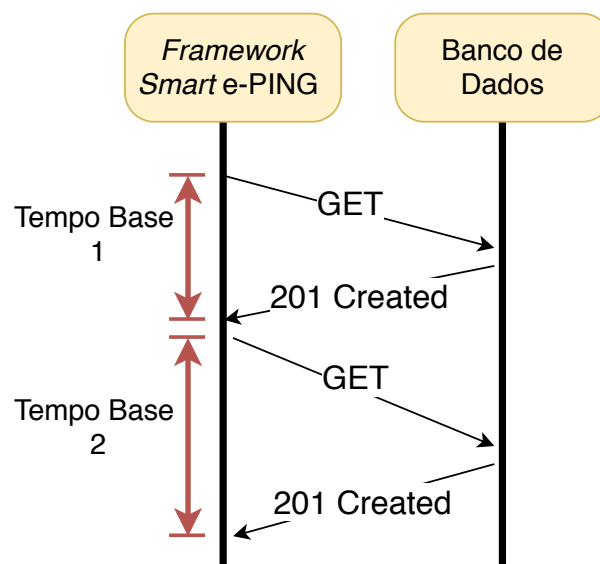 Framework
Smart e-PING
Banco de
Dados
GET
Tempo Base
1
201 Created
GET
Tempo Base
2
201 Created